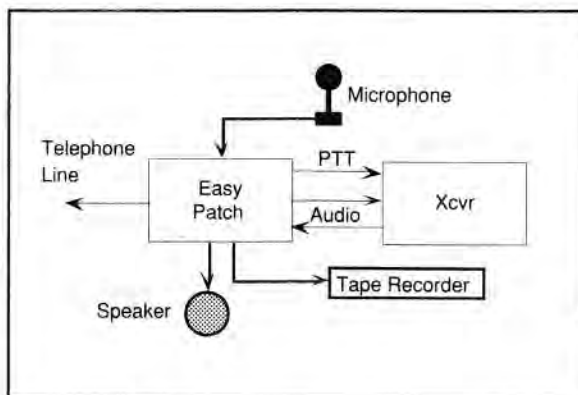 Microphone
Telephone
Line
PTT
Easy
Patch
Xcvr
Audio
Tape Recorder
Speaker